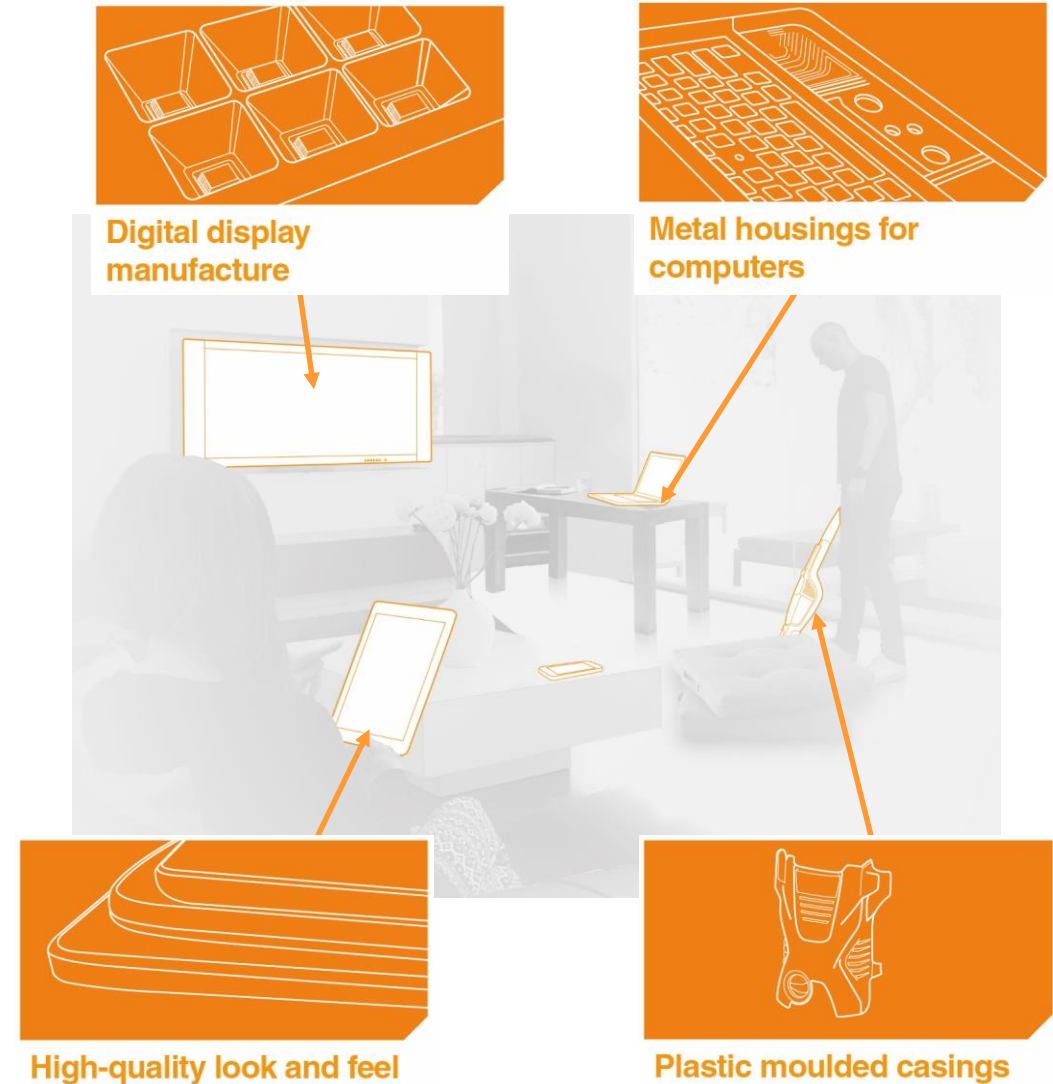 Digital display
manufacture
Metal housings for
computers
High-quality look and feel
Plastic moulded casings